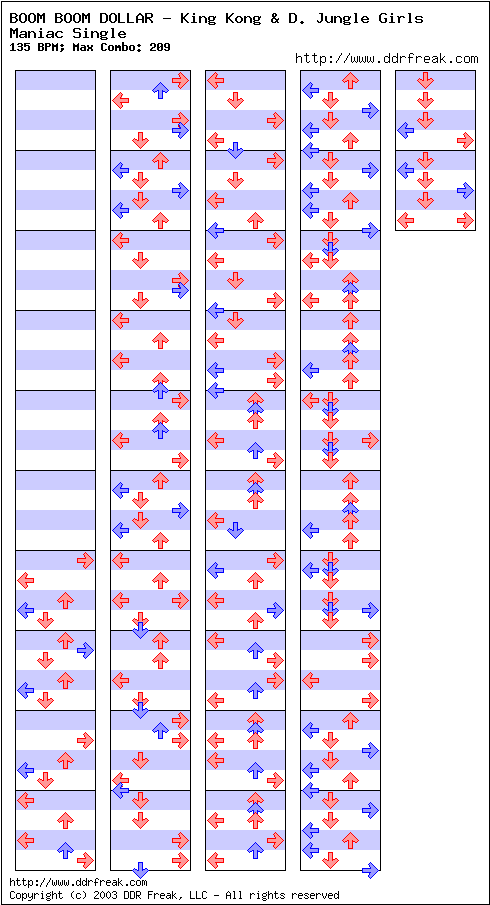 BOOM BOOM DOLLAR - King Kong & D. Jungle Girls
Maniac Single
135 BPM; Max Combo: 209
http://www.ddrfreak.com
http://www.ddrfreak.com
Copyright (c) 2003 DDR Freak, LLC - All rights reserved